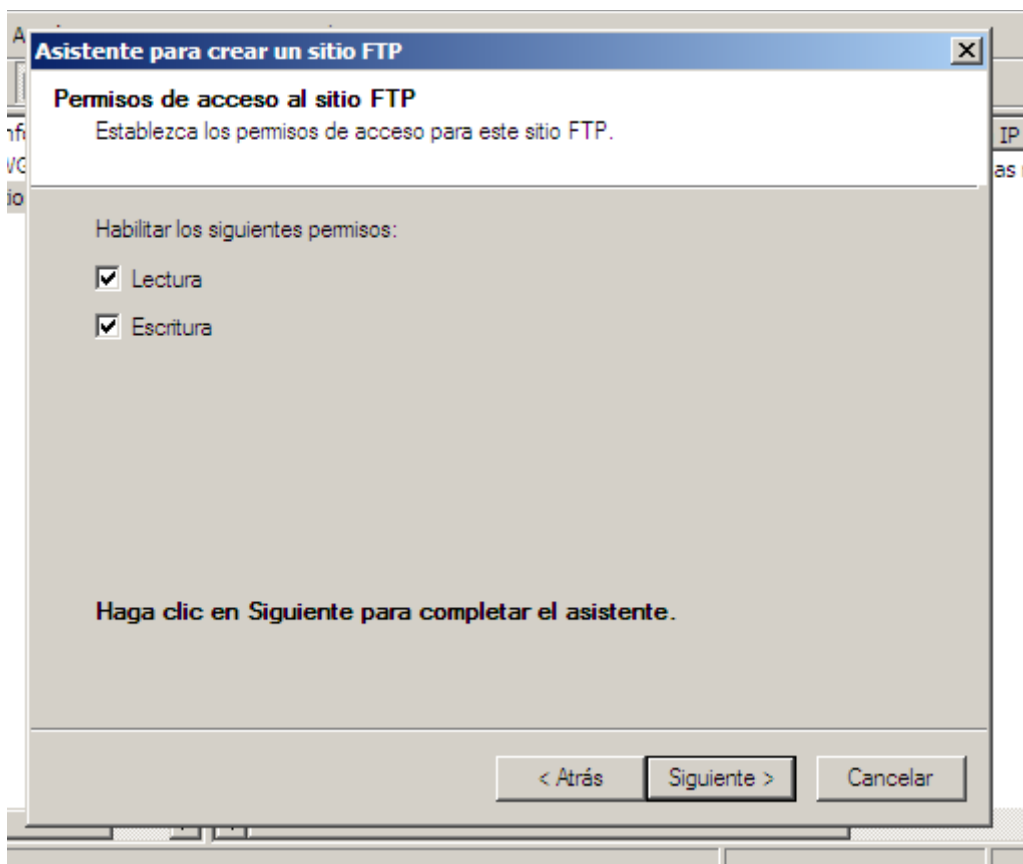 Asistente para crear un sitio FTP
Permisos de acceso al sitio FTP
Establezca los permisos de acceso para este sitio FTP.
IP
Habilitar los siguientes permisos:
Lectura
Escritura
Haga clic en Siguiente para completar el asistente.
< Atrás Siguiente > Cancelar